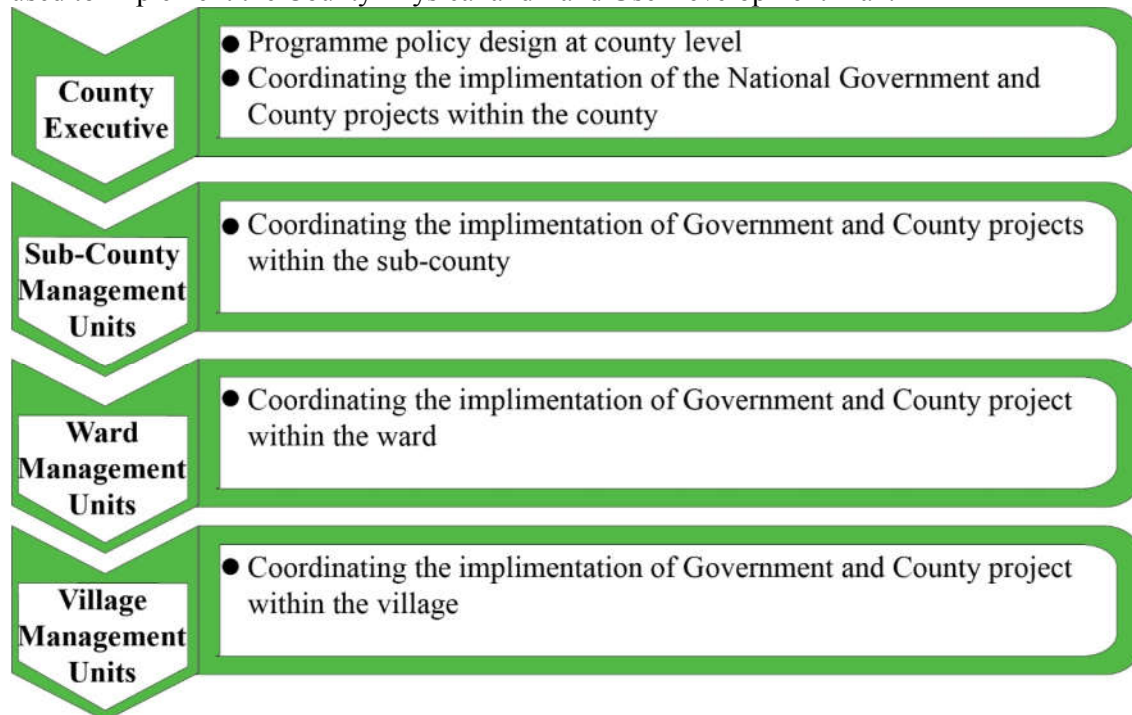 County
Executive
● Programme policy design at county level
● Coordinating the implimentation of the National Government and
County projects within the county
Sub-County
Management
Units
● Coordinating the implimentation of Government and County projects
within the sub-county
Ward
Management
Units
● Coordinating the implimentation of Government and County project
within the ward
Village
Management
Units
● Coordinating the implimentation of Government and County project
within the village